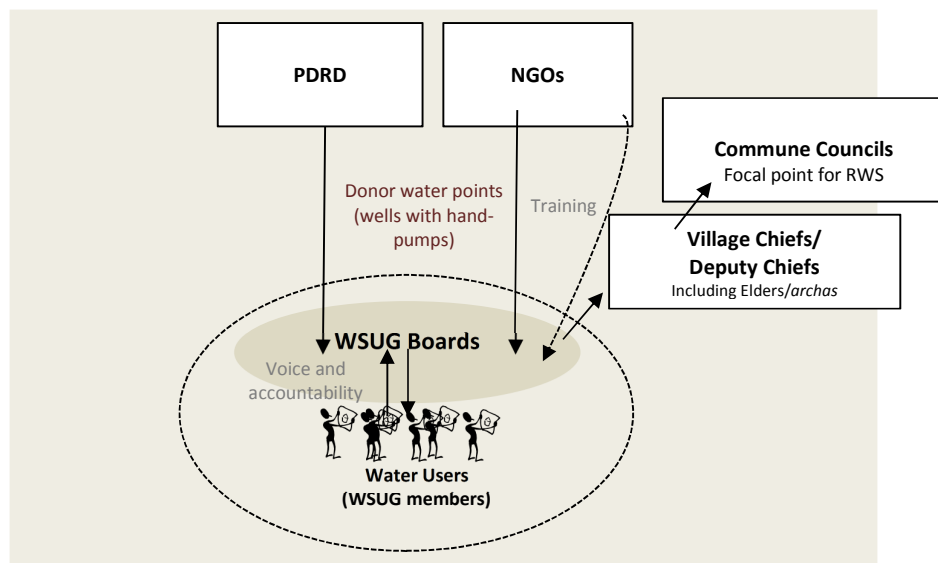 PDRD
NGOs
Commune Councils
Focal point for RWS
Donor water points
(wells with hand-
pumps)
Training
Village Chiefs/
Deputy Chiefs
Including Elders/archas
WSUG Boards
Voice and
accountability
Water Users
(WSUG members)